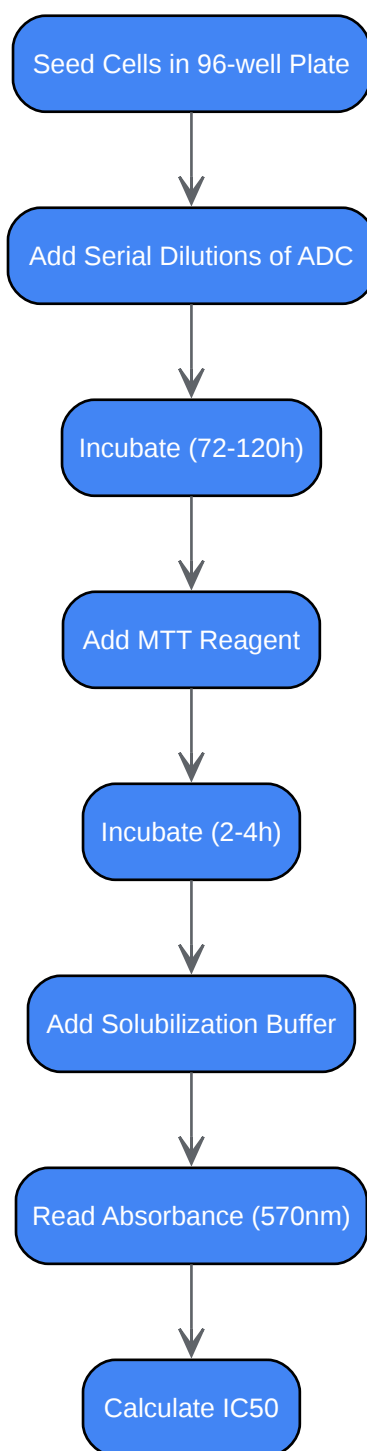 Seed Cells in 96-well Plate
Add Serial Dilutions of ADC
Incubate (72-120h)
Add MTT Reagent
Incubate (2-4h)
Add Solubilization Buffer
Read Absorbance (570nm)
Calculate IC50